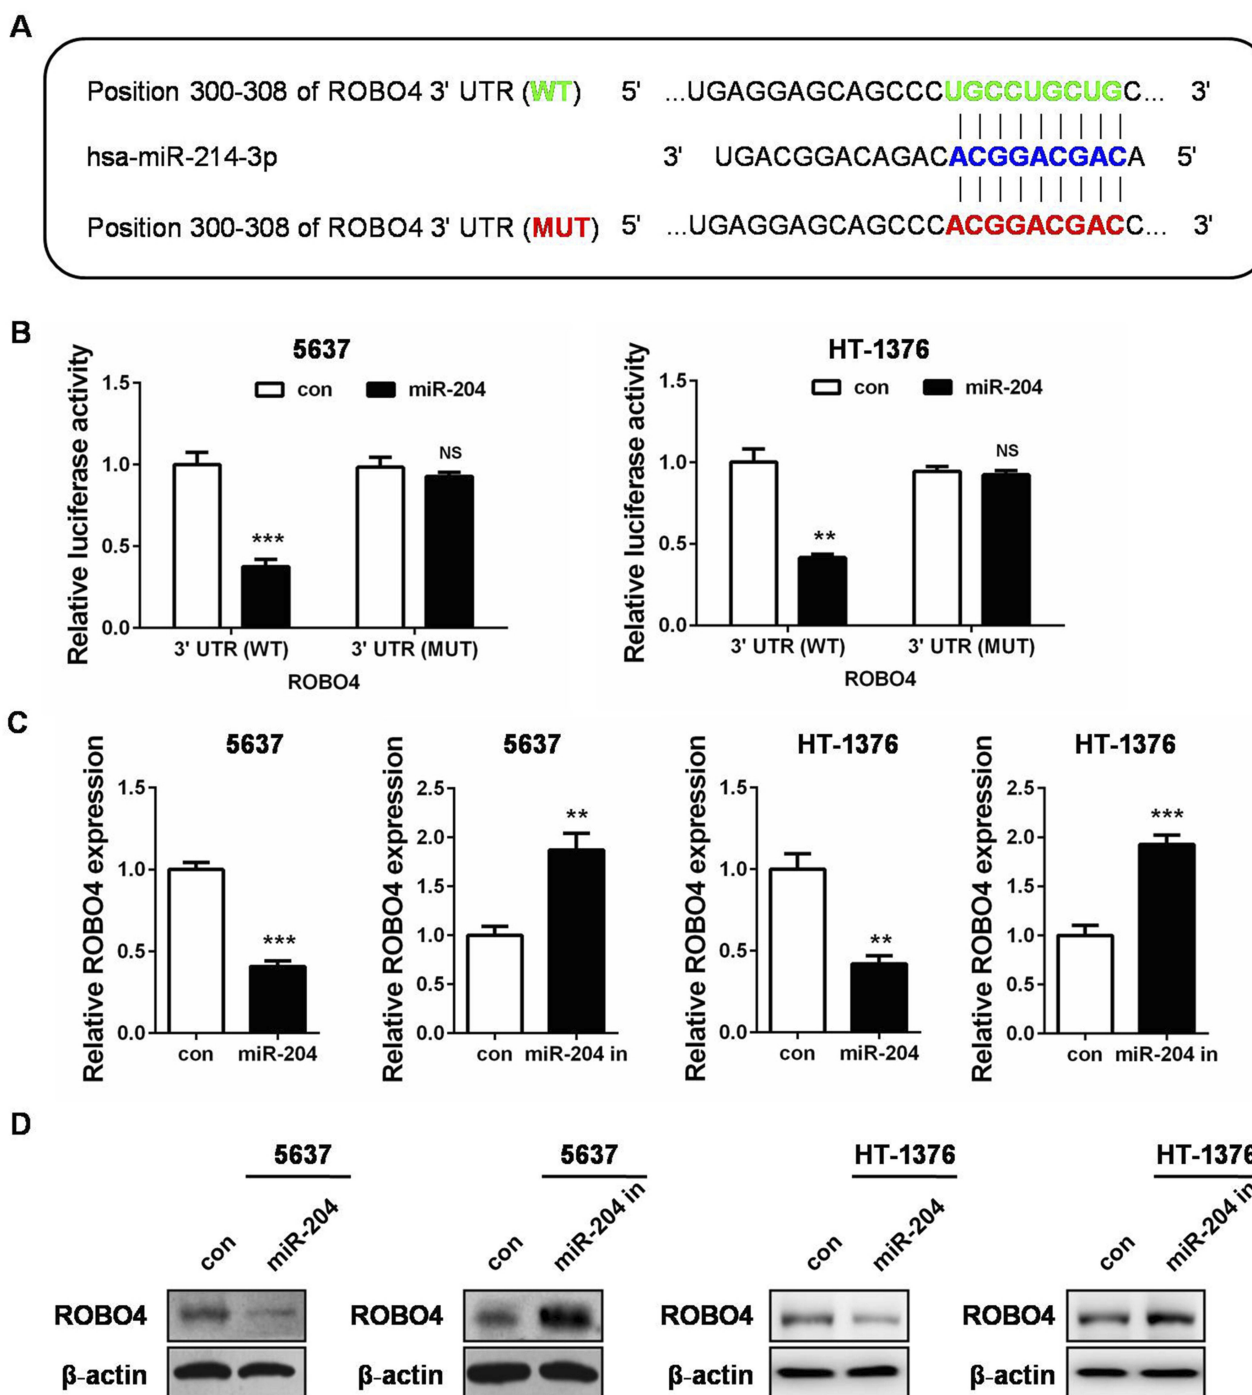 A
Position 300-308 of ROBO4 3' UTR (WT) 5' ...UGAGGAGCAGCCCUGCCUGCUGC... 3'
hsa-miR-214-3p 3' UGACGGACAGACACGGACGACA 5'
Position 300-308 of ROBO4 3' UTR (MUT) 5' ...UGAGGAGCAGCCCACGGACGACC... 3'
B
5637
con miR-204
Relative luciferase activity
1.5
1.0
0.5
0.0
***
NS
3' UTR (WT) 3' UTR (MUT)
ROBO4
HT-1376
con miR-204
Relative luciferase activity
1.5
1.0
0.5
0.0
**
NS
3' UTR (WT) 3' UTR (MUT)
ROBO4
C
5637
Relative ROBO4 expression
1.5
1.0
0.5
0.0
***
con miR-204
5637
Relative ROBO4 expression
2.5
2.0
1.5
1.0
0.5
0.0
**
con miR-204 in
HT-1376
Relative ROBO4 expression
1.5
1.0
0.5
0.0
**
con miR-204
HT-1376
Relative ROBO4 expression
2.5
2.0
1.5
1.0
0.5
0.0
***
con miR-204 in
D
5637
con miR-204
ROBO4
β-actin
5637
con miR-204 in
ROBO4
β-actin
HT-1376
con miR-204
ROBO4
β-actin
HT-1376
con miR-204 in
ROBO4
β-actin